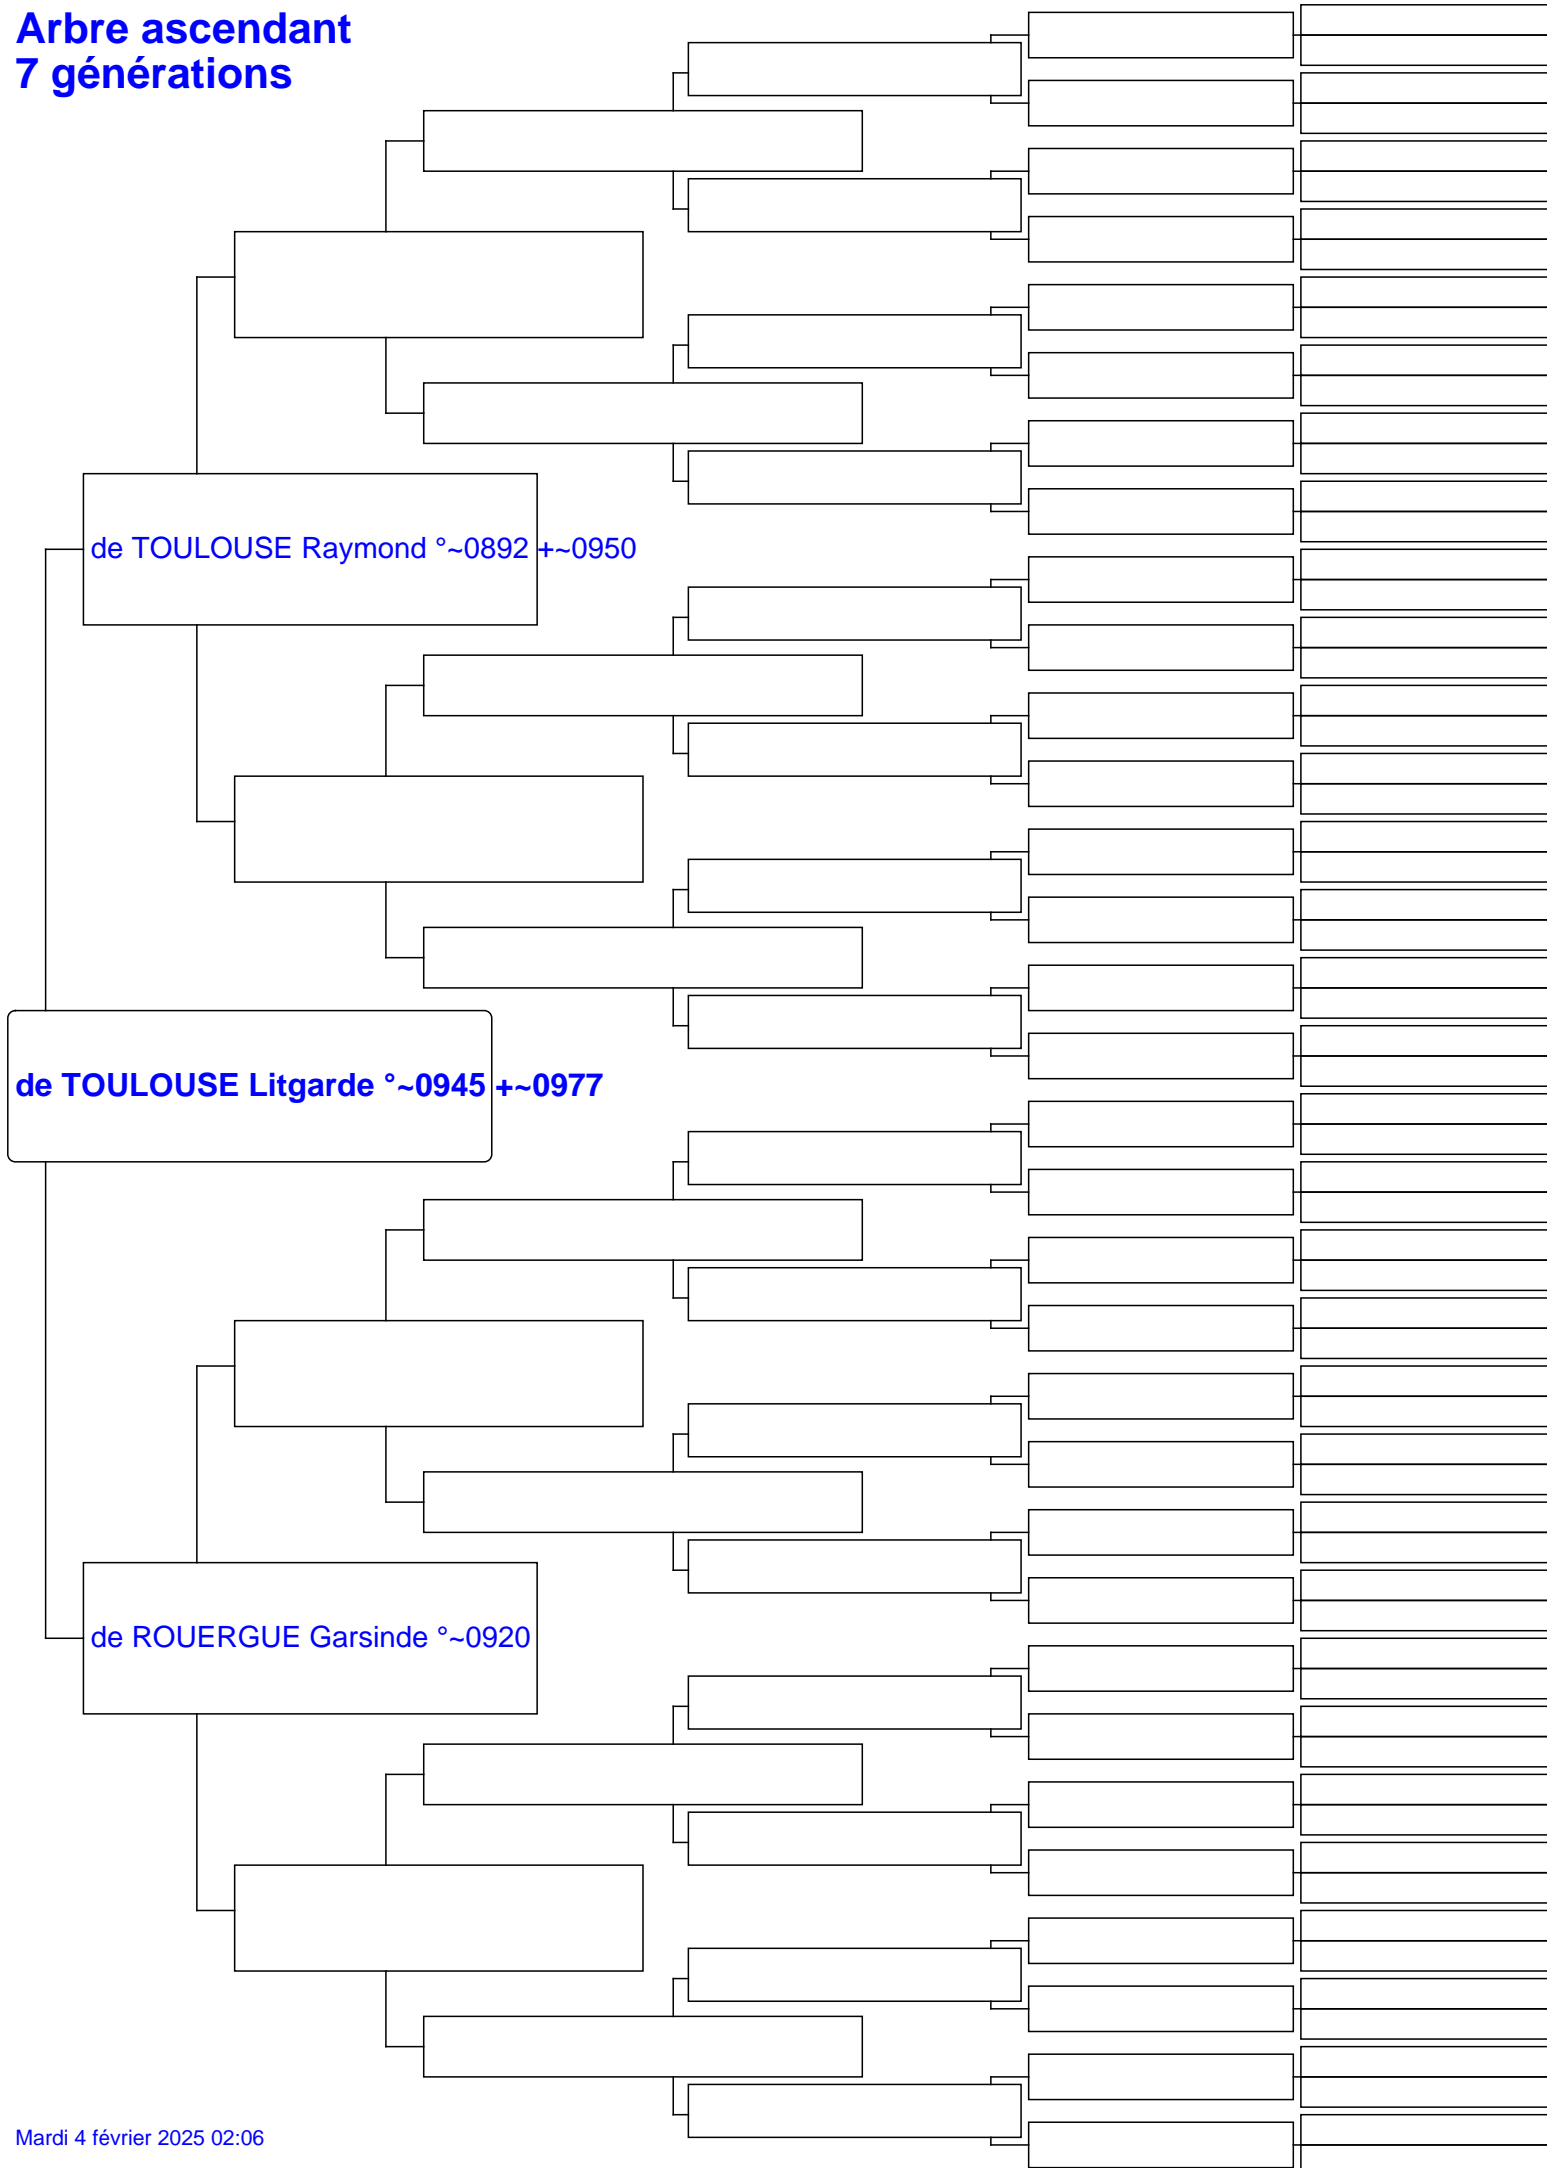 Arbre ascendant
7 générations
de TOULOUSE Raymond °~0892 +~0950
de TOULOUSE Litgarde °~0945 +~0977
de ROUERGUE Garsinde °~0920
Mardi 4 février 2025 02:06